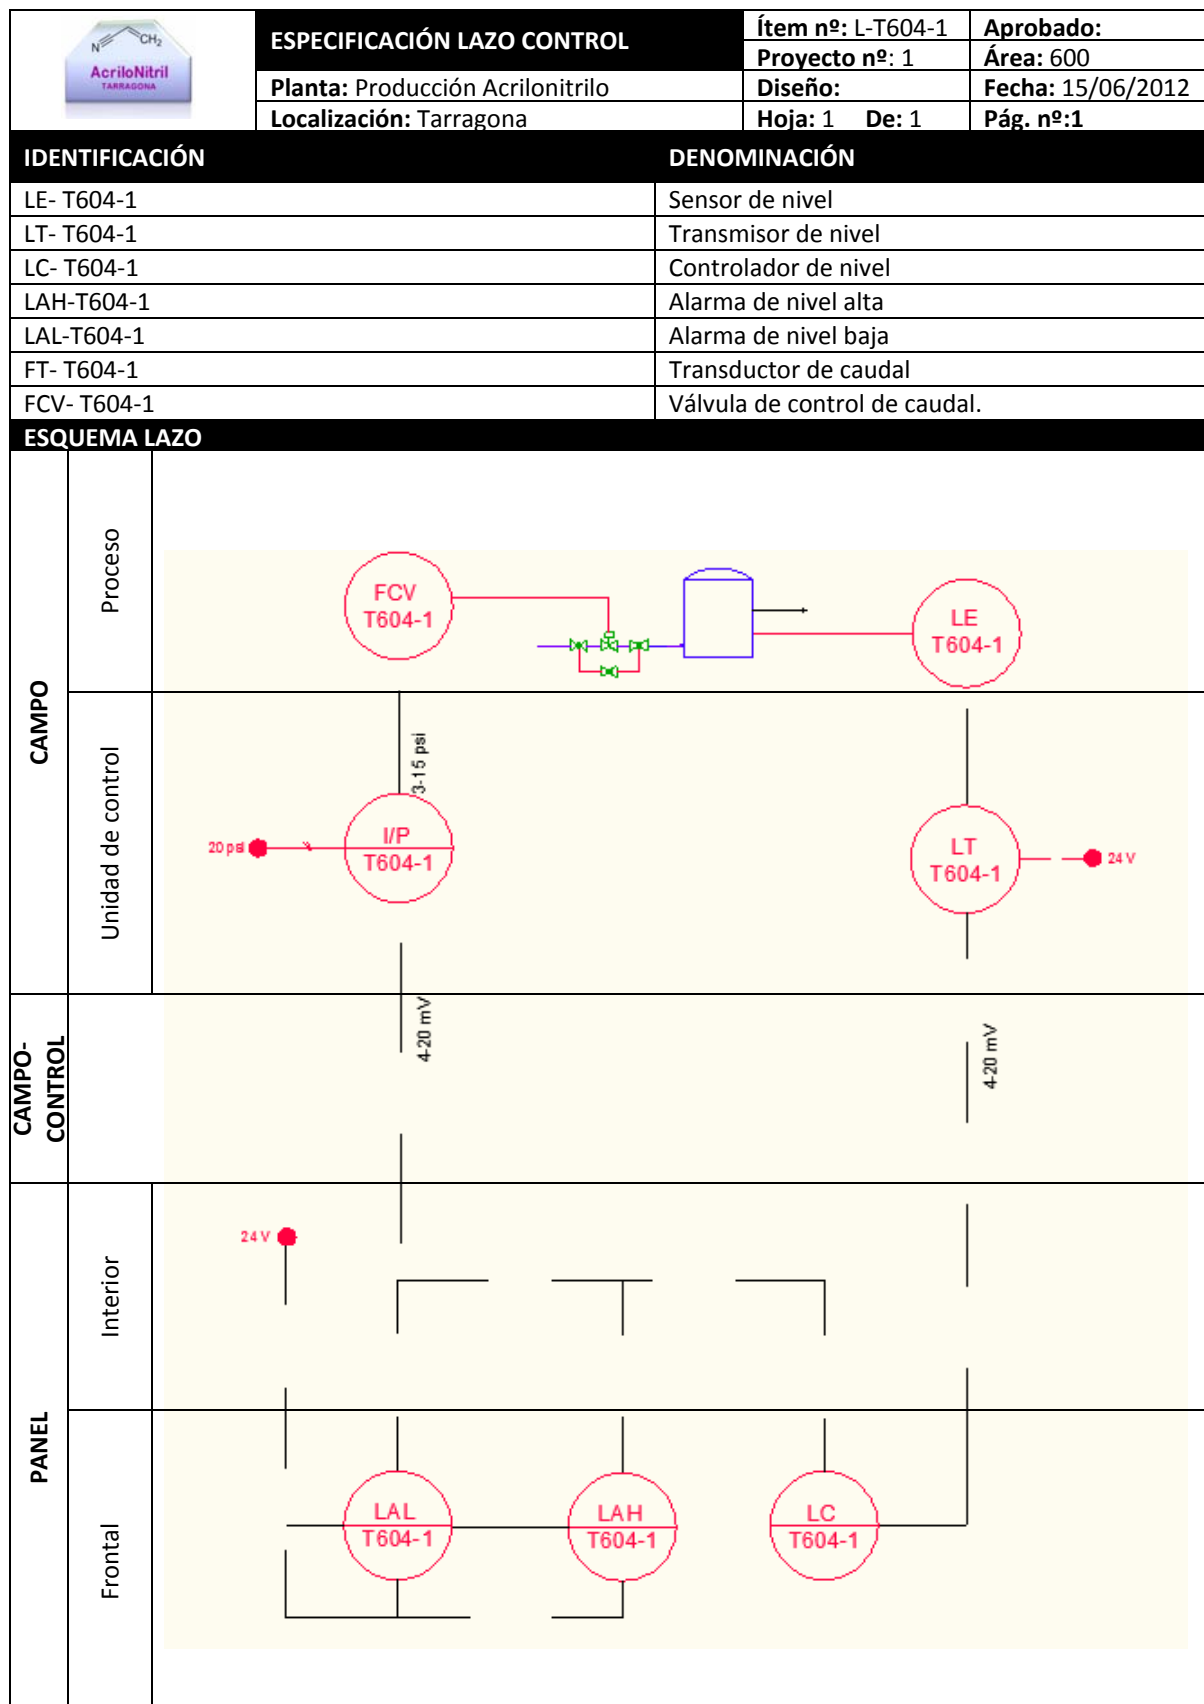 N
CH₂
AcriloNitril
TARRAGONA
ESPECIFICACIÓN LAZO CONTROL
Ítem nº: L-T604-1
Aprobado:
Proyecto nº: 1
Área: 600
Planta: Producción Acrilonitrilo
Diseño:
Fecha: 15/06/2012
Localización: Tarragona
Hoja: 1 De: 1
Pág. nº:1
IDENTIFICACIÓN
DENOMINACIÓN
LE- T604-1
Sensor de nivel
LT- T604-1
Transmisor de nivel
LC- T604-1
Controlador de nivel
LAH-T604-1
Alarma de nivel alta
LAL-T604-1
Alarma de nivel baja
FT- T604-1
Transductor de caudal
FCV- T604-1
Válvula de control de caudal.
ESQUEMA LAZO
CAMPO
Proceso
FCV
T604-1
LE
T604-1
Unidad de control
3-15 psi
20 psi
I/P
T604-1
LT
T604-1
24 V
CAMPO-
CONTROL
4-20 mV
4-20 mV
PANEL
Interior
24 V
Frontal
LAL
T604-1
LAH
T604-1
LC
T604-1